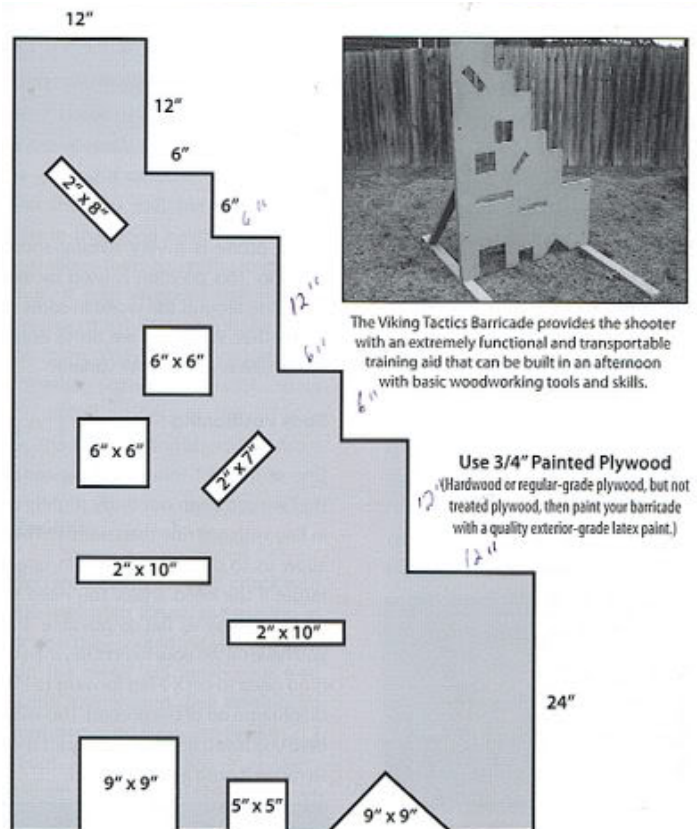 12"
12"
6"
6"
6"
2" x 8"
12"
The Viking Tactics Barricade provides the shooter
with an extremely functional and transportable
training aid that can be built in an afternoon
with basic woodworking tools and skills.
6" x 6"
6"
6"
6" x 6"
2" x 7"
Use 3/4" Painted Plywood
(Hardwood or regular-grade plywood, but not
treated plywood, then paint your barricade
with a quality exterior-grade latex paint.)
12"
12"
2" x 10"
2" x 10"
24"
9" x 9"
5" x 5"
9" x 9"